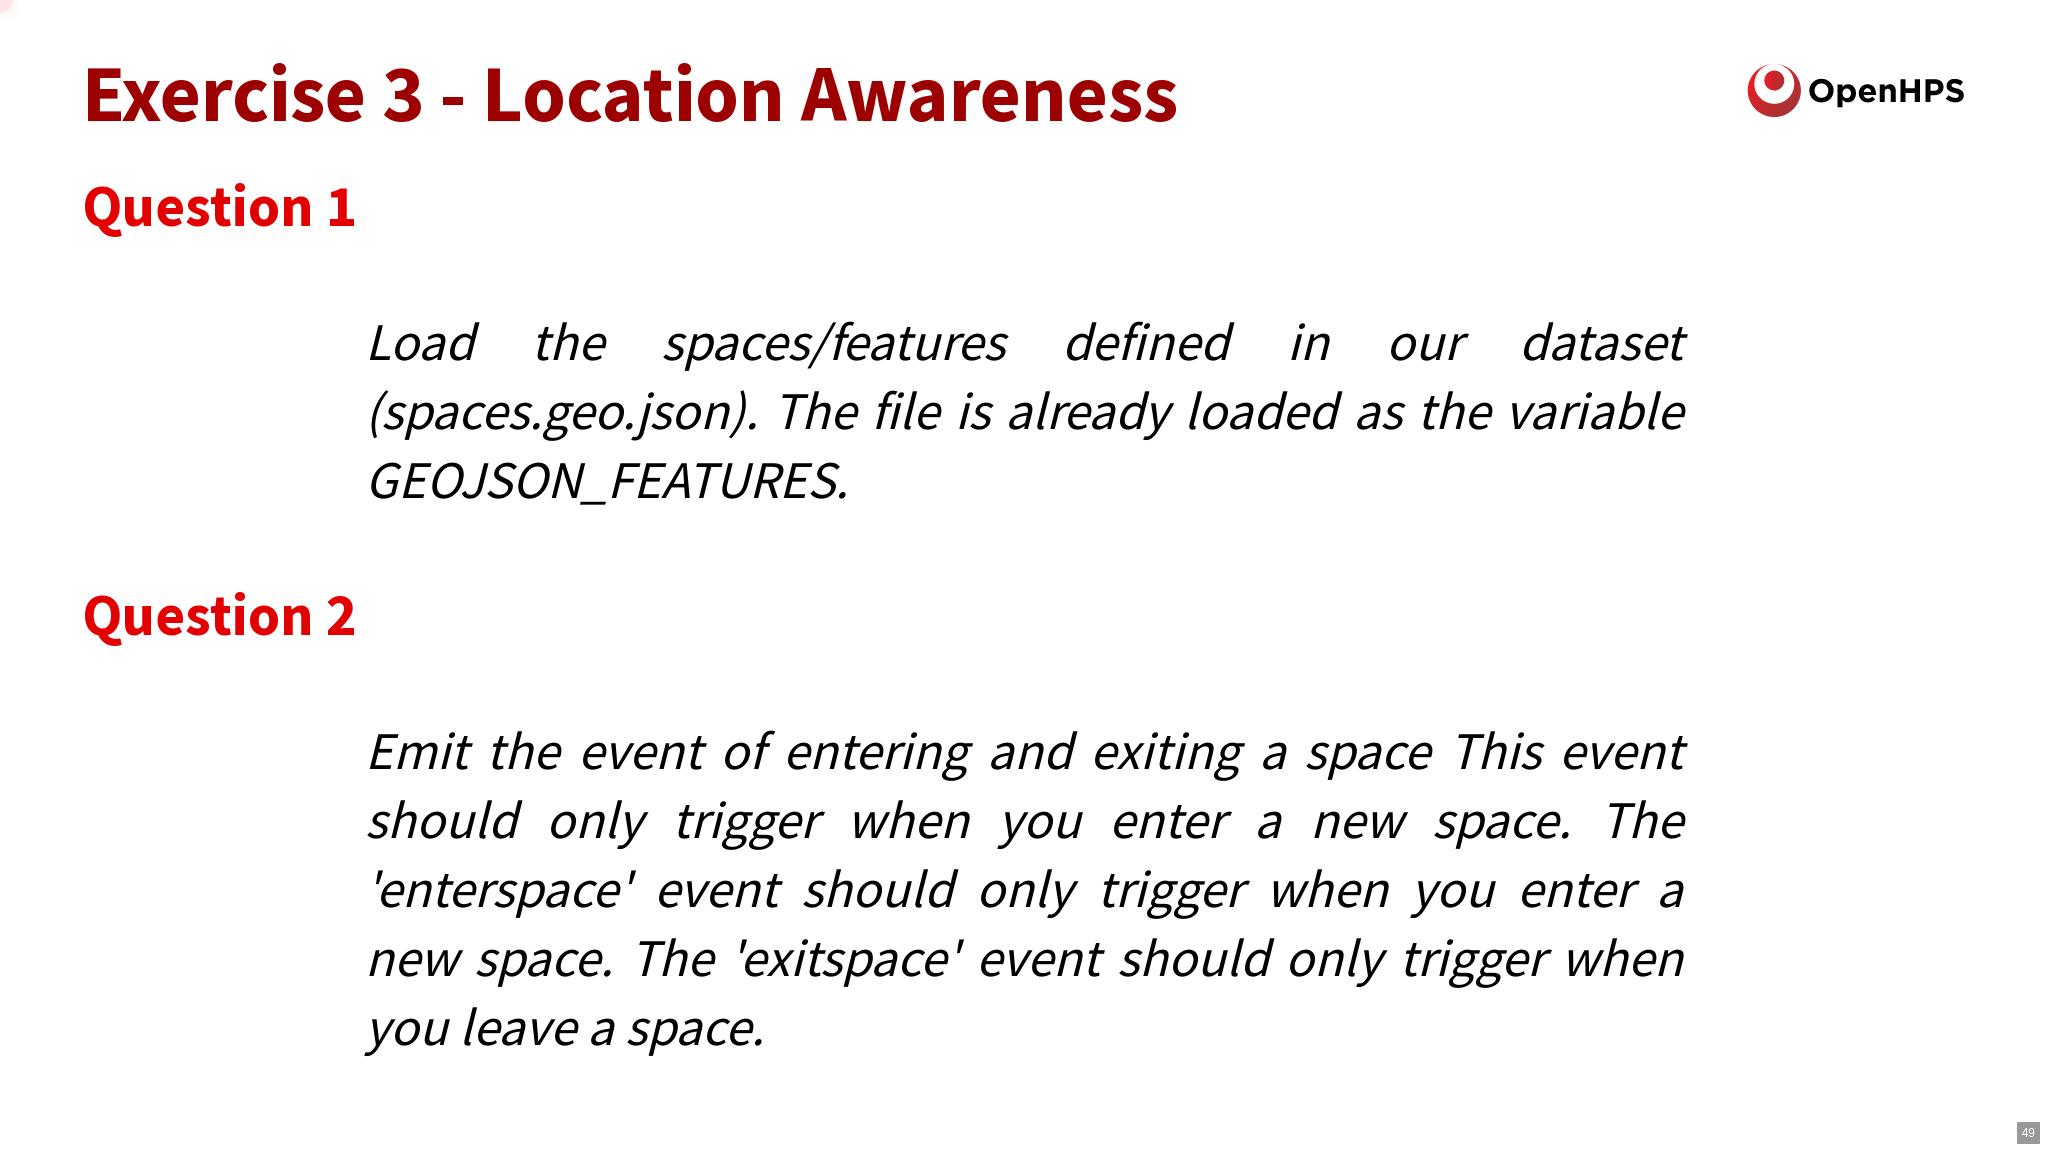 Exercise 3 - Location Awareness
OpenHPS
Question 1
Load the spaces/features defined in our dataset
(spaces.geo.json). The file is already loaded as the variable
GEOJSON_FEATURES.
Question 2
Emit the event of entering and exiting a space This event
should only trigger when you enter a new space. The
'enterspace' event should only trigger when you enter a
new space. The 'exitspace' event should only trigger when
you leave a space.
49